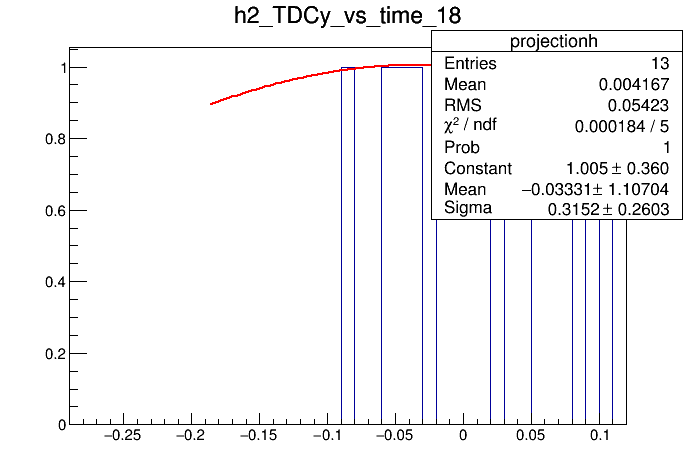 h2_TDCy_vs_time_18
projectionh
Entries 13
Mean 0.004167
RMS 0.05423
χ² / ndf 0.000184 / 5
Prob 1
Constant 1.005 ± 0.360
Mean −0.03331 ± 1.10704
Sigma 0.3152 ± 0.2603
1
0.8
0.6
0.4
0.2
0
−0.25 −0.2 −0.15 −0.1 −0.05 0 0.05 0.1